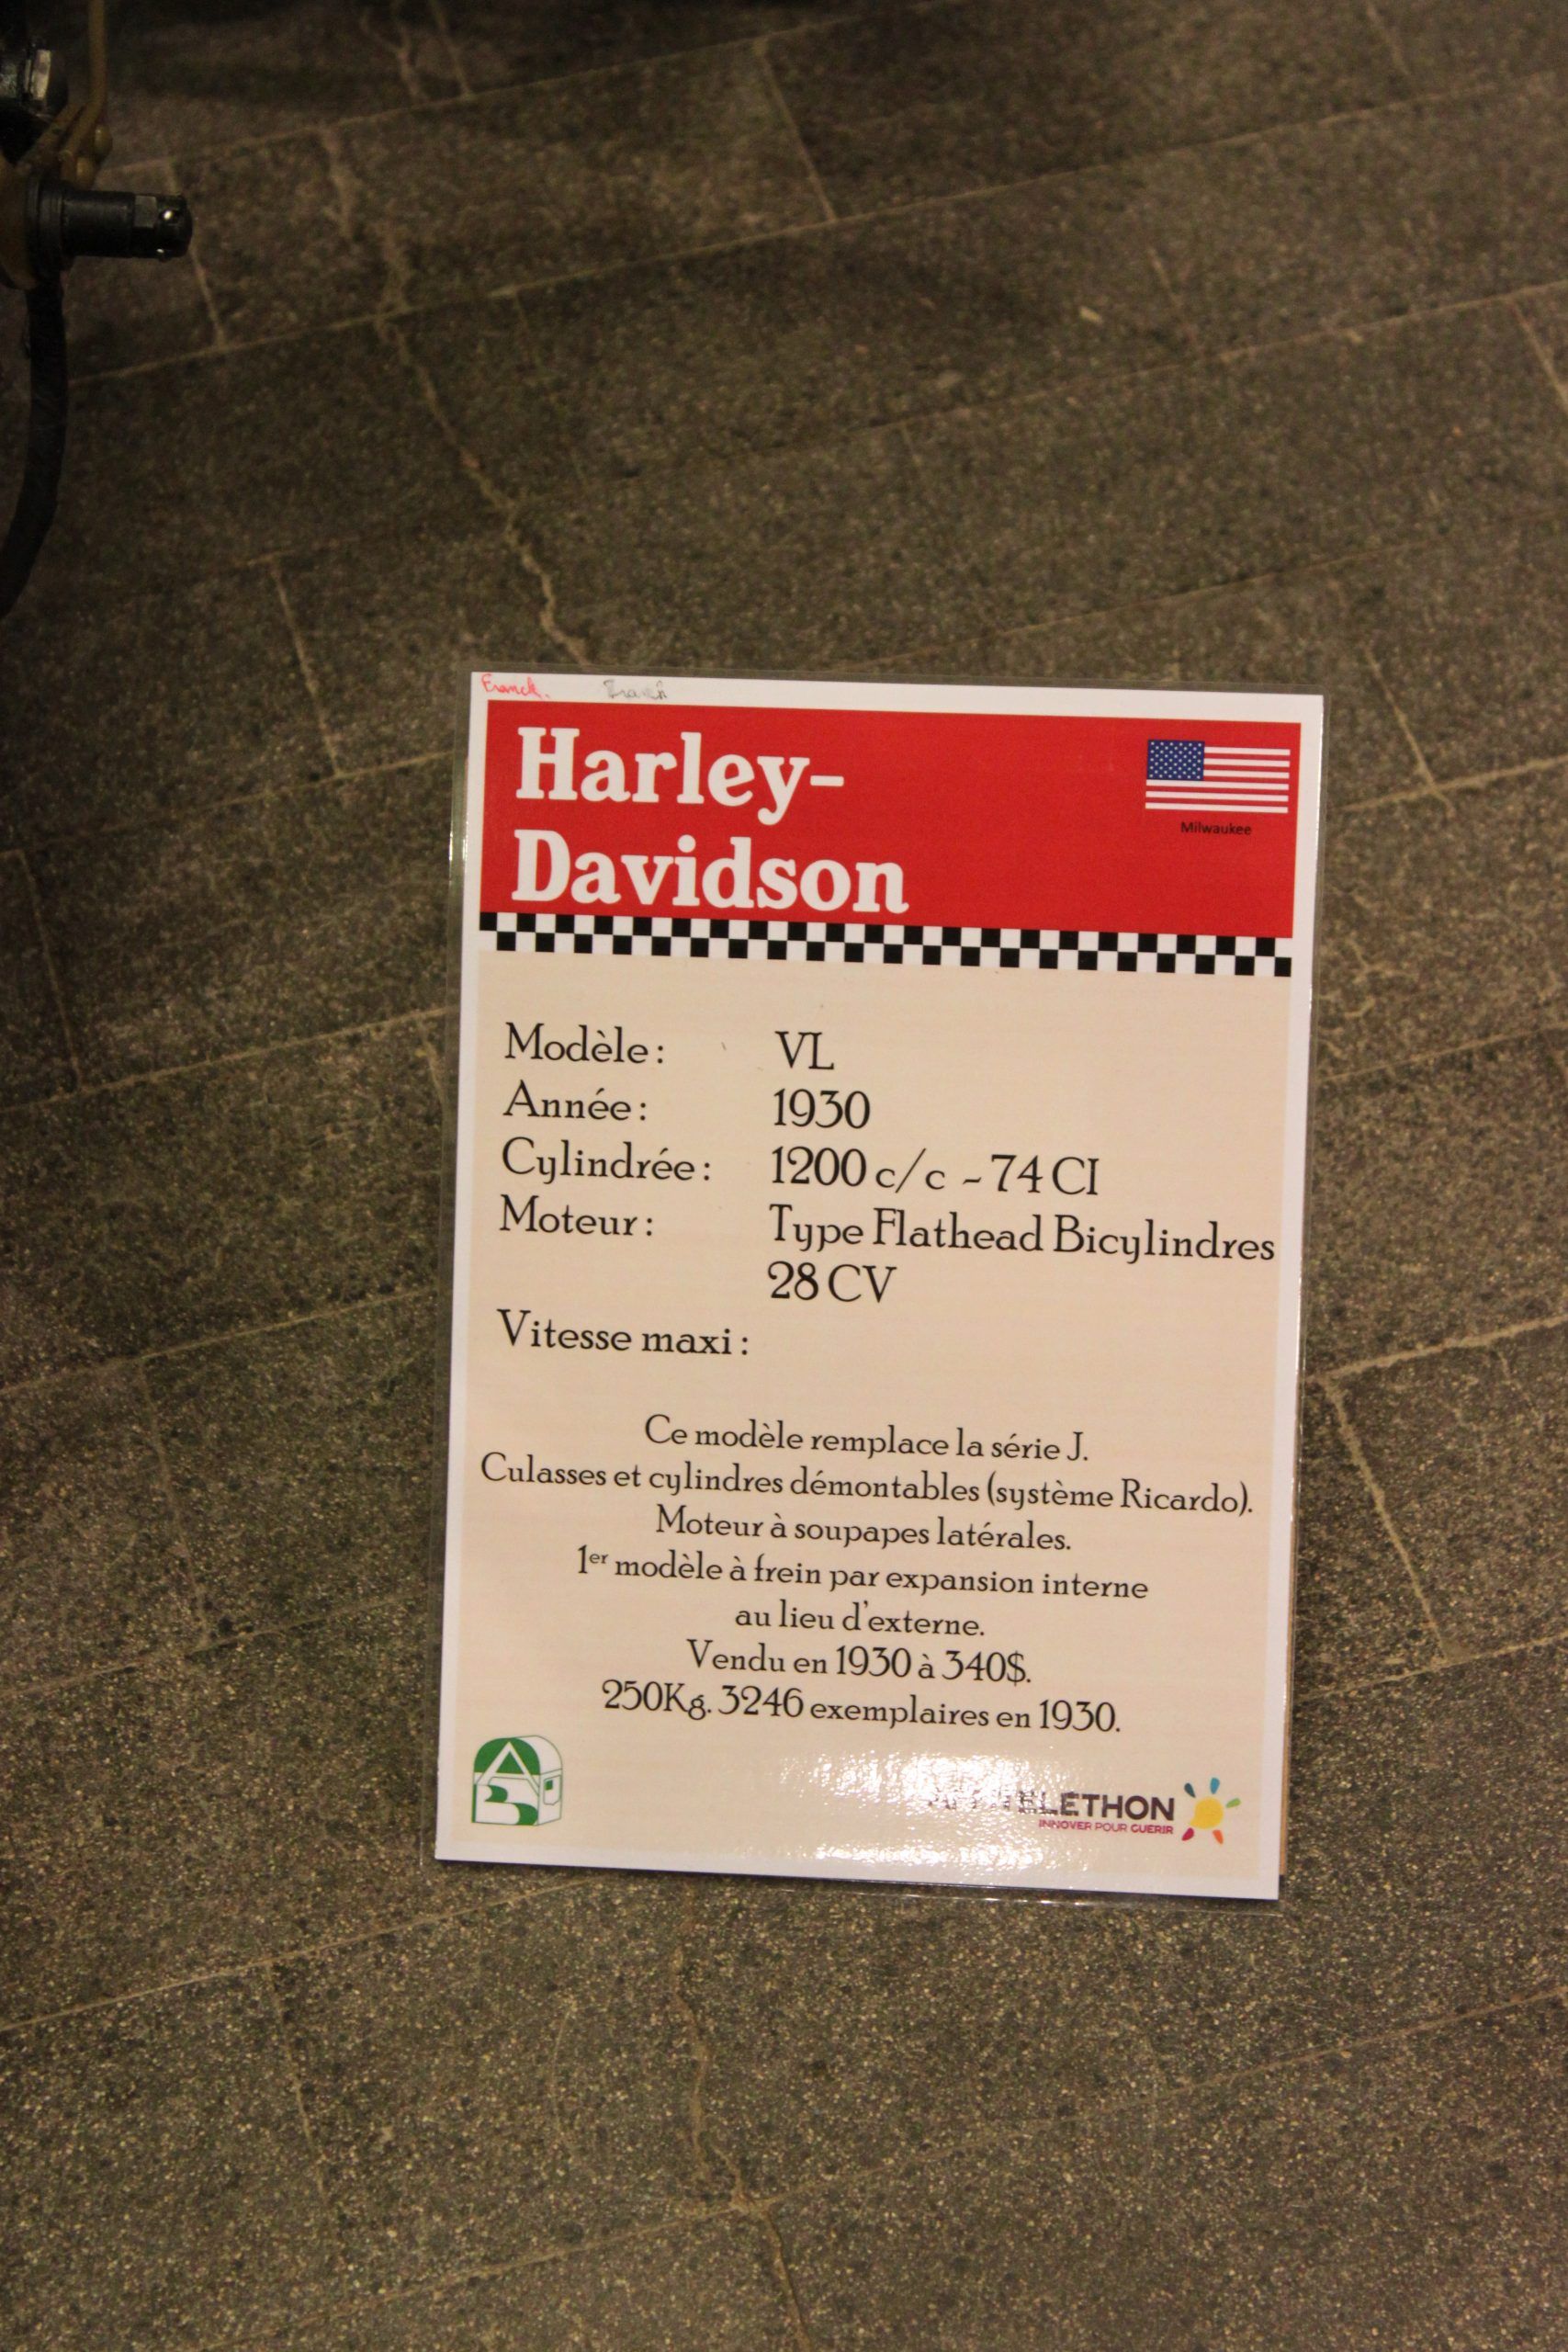 Franck.
Harley-
Davidson
Milwaukee
Modèle : VL
Année : 1930
Cylindrée : 1200 c/c - 74 CI
Moteur : Type Flathead Bicylindres
28 CV
Vitesse maxi :
Ce modèle remplace la série J.
Culasses et cylindres démontables (système Ricardo).
Moteur à soupapes latérales.
1er modèle à frein par expansion interne
au lieu d'externe.
Vendu en 1930 à 340$.
250Kg. 3246 exemplaires en 1930.
TELETHON
INNOVER POUR GUERIR